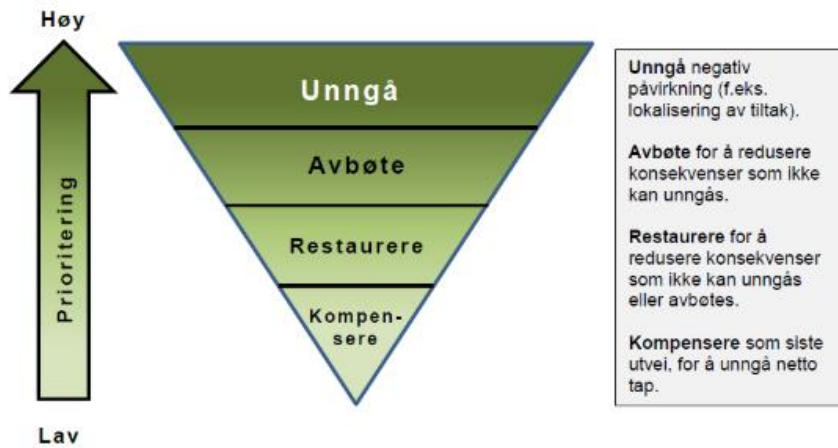 Høy
Prioritering
Lav
Unngå
Avbøte
Restaurere
Kompen-
sere
Unngå negativ
påvirkning (f.eks.
lokalisering av tiltak).
Avbøte for å redusere
konsekvenser som ikke
kan unngås.
Restaurere for å
redusere konsekvenser
som ikke kan unngås
eller avbøtes.
Kompensere som siste
utvei, for å unngå netto
tap.